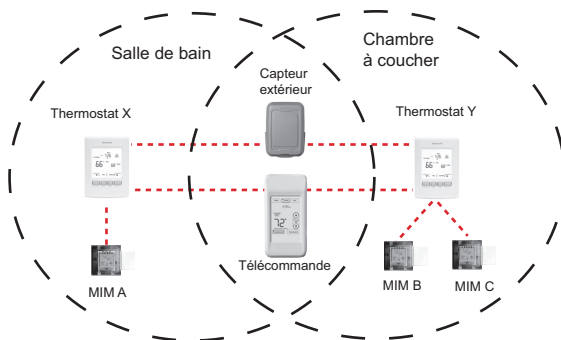 Salle de bain
Chambre
à coucher
Capteur
extérieur
Thermostat X
Thermostat Y
Télécommande
MIM A
MIM B
MIM C